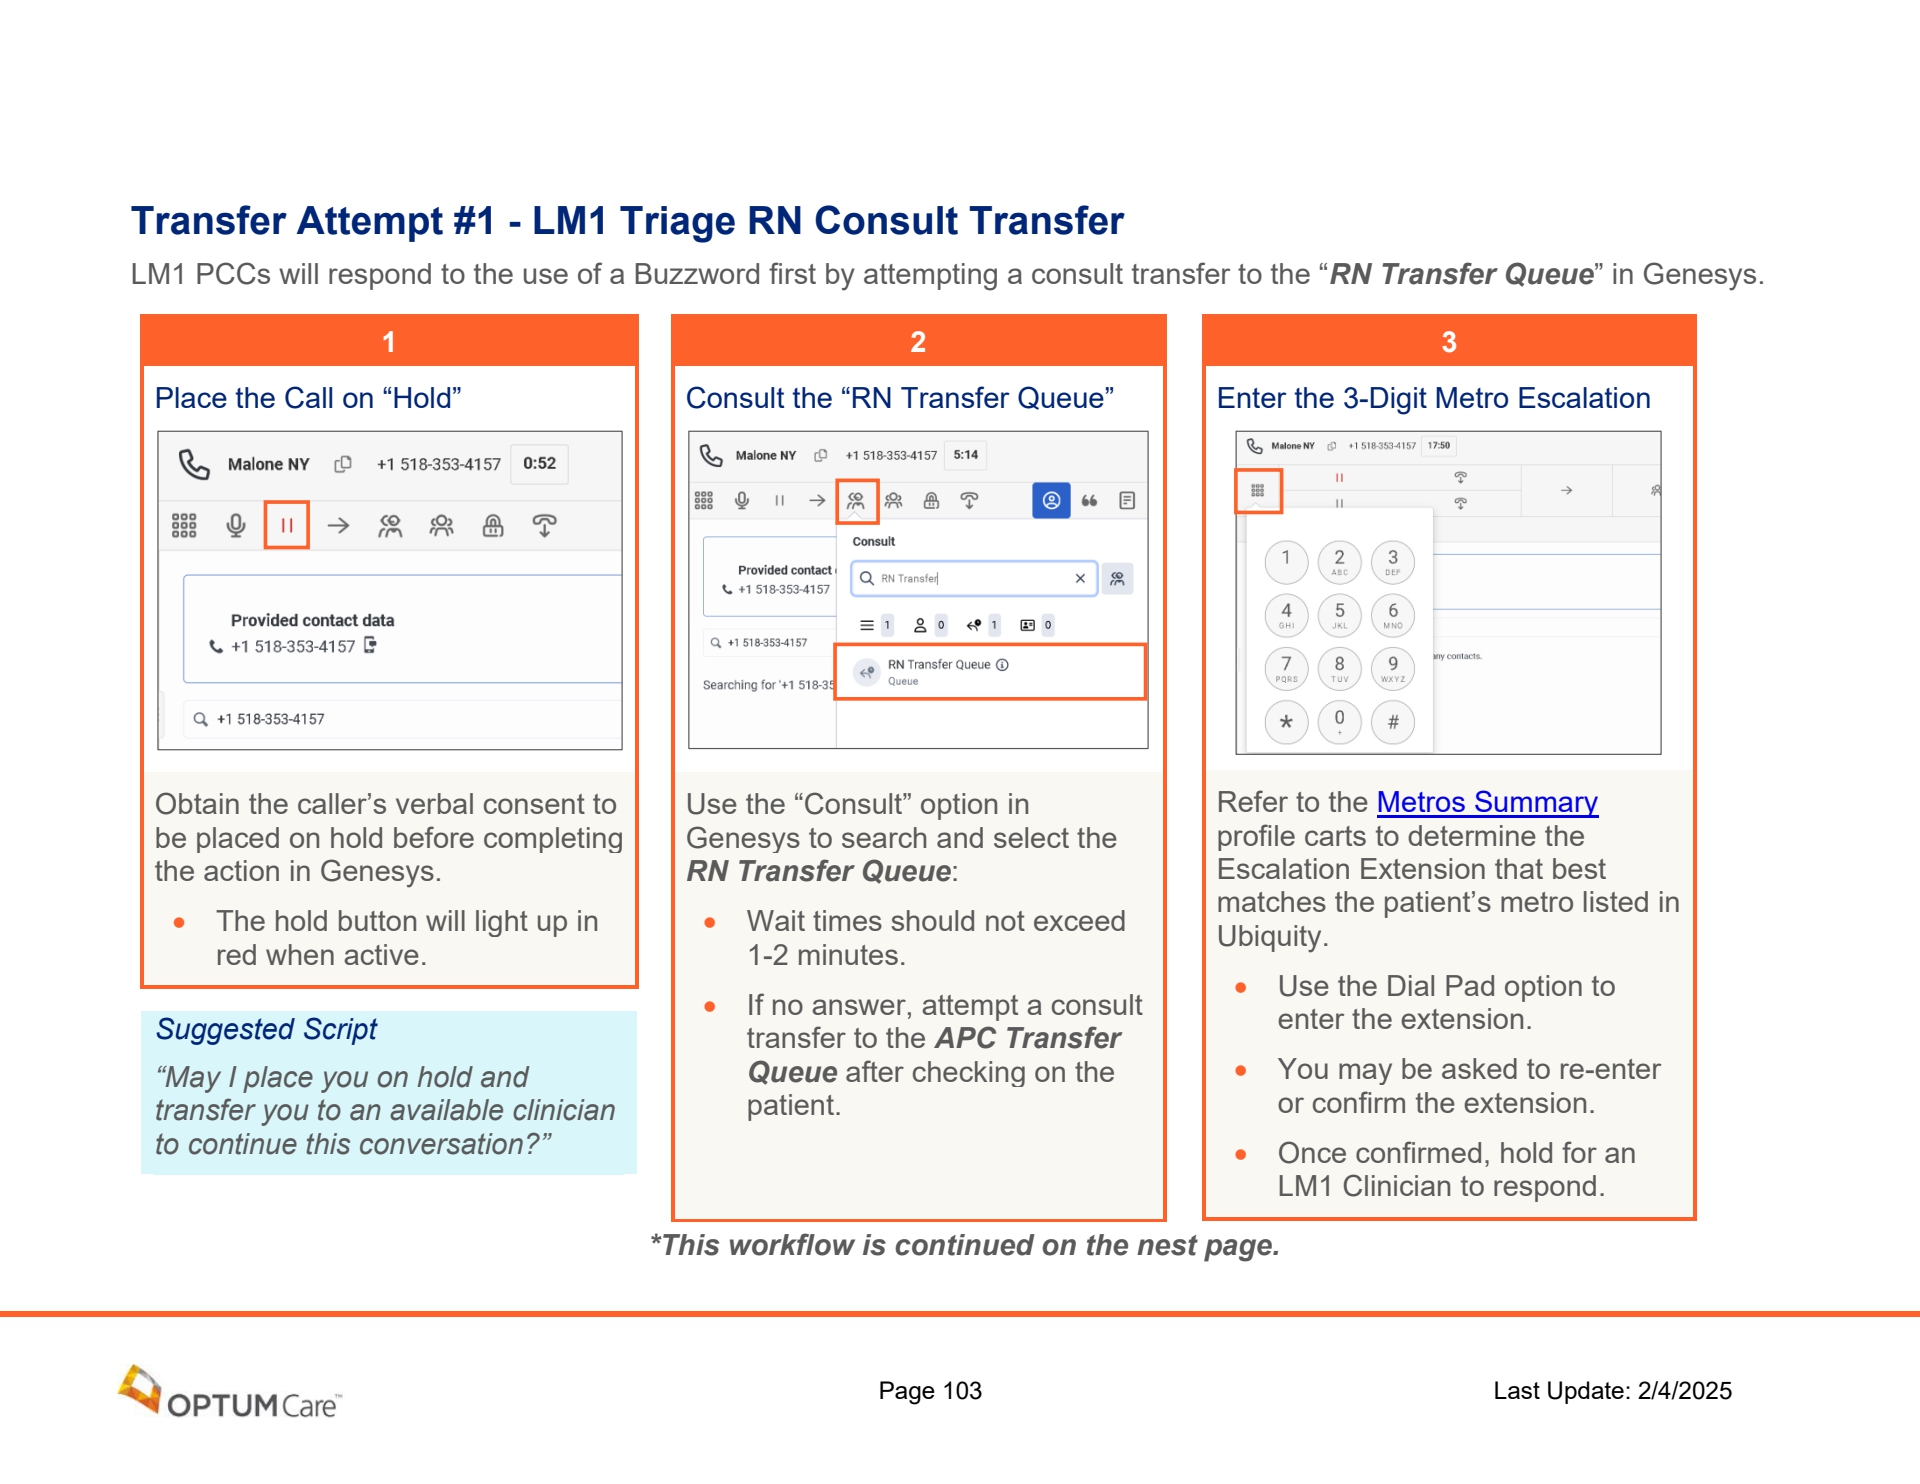 Transfer Attempt #1 - LM1 Triage RN Consult Transfer
LM1 PCCs will respond to the use of a Buzzword first by attempting a consult transfer to the “RN Transfer Queue” in Genesys.
1
Place the Call on “Hold”
Malone NY +1 518-353-4157 0:52
Provided contact data
+1 518-353-4157
+1 518-353-4157
Obtain the caller’s verbal consent to
be placed on hold before completing
the action in Genesys.
• The hold button will light up in
red when active.
Suggested Script
“May I place you on hold and
transfer you to an available clinician
to continue this conversation?”
2
Consult the “RN Transfer Queue”
Malone NY +1 518-353-4157 5:14
Consult
Provided contact
+1 518-353-4157
RN Transfer
1 0 1 0
+1 518-353-4157
RN Transfer Queue
Queue
Searching for '+1 518-35
Use the “Consult” option in
Genesys to search and select the
RN Transfer Queue:
• Wait times should not exceed
1-2 minutes.
• If no answer, attempt a consult
transfer to the APC Transfer
Queue after checking on the
patient.
3
Enter the 3-Digit Metro Escalation
Malone NY +1 518-353-4157 17:50
1 2 3
ABC DEF
4 5 6
GHI JKL MNO
any contacts.
7 8 9
PQRS TUV WXYZ
* 0 #
+
Refer to the Metros Summary
profile carts to determine the
Escalation Extension that best
matches the patient’s metro listed in
Ubiquity.
• Use the Dial Pad option to
enter the extension.
• You may be asked to re-enter
or confirm the extension.
• Once confirmed, hold for an
LM1 Clinician to respond.
*This workflow is continued on the nest page.
OPTUMCare™
Page 103
Last Update: 2/4/2025